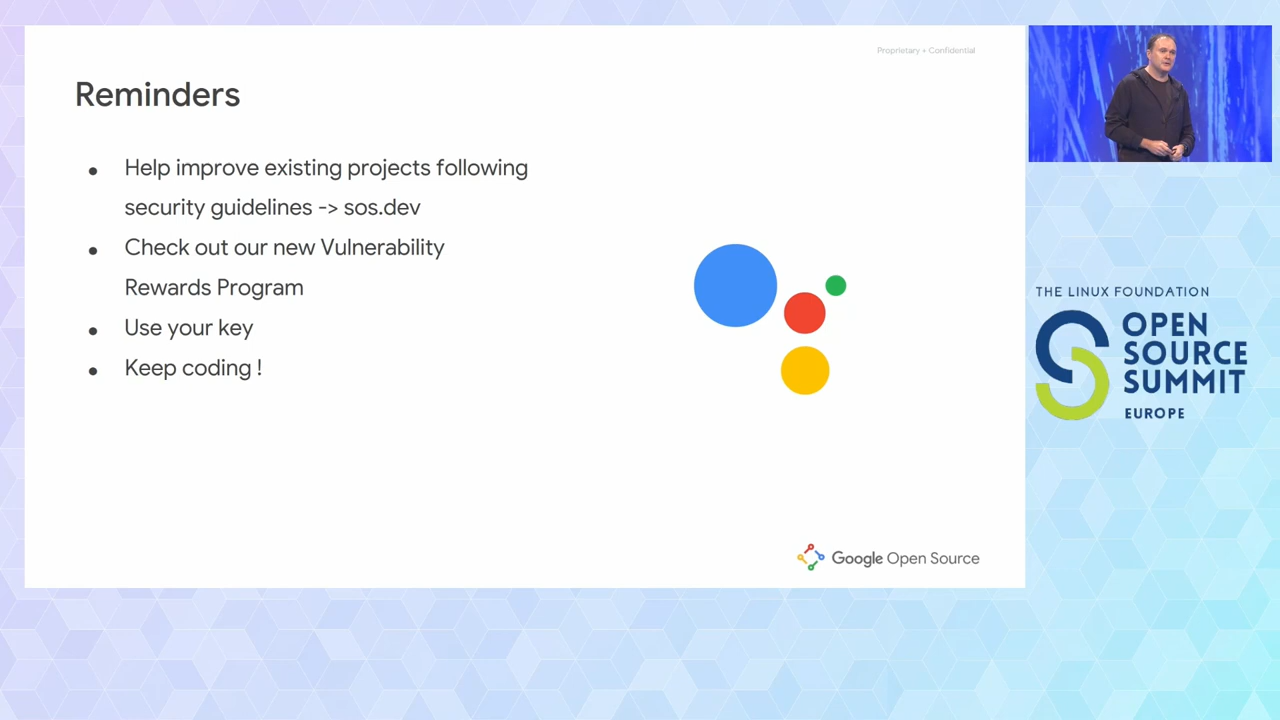 Proprietary + Confidential
Reminders
● Help improve existing projects following
security guidelines -> sos.dev
● Check out our new Vulnerability
Rewards Program
● Use your key
● Keep coding !
Google Open Source
THE LINUX FOUNDATION
OPEN
SOURCE
SUMMIT
EUROPE